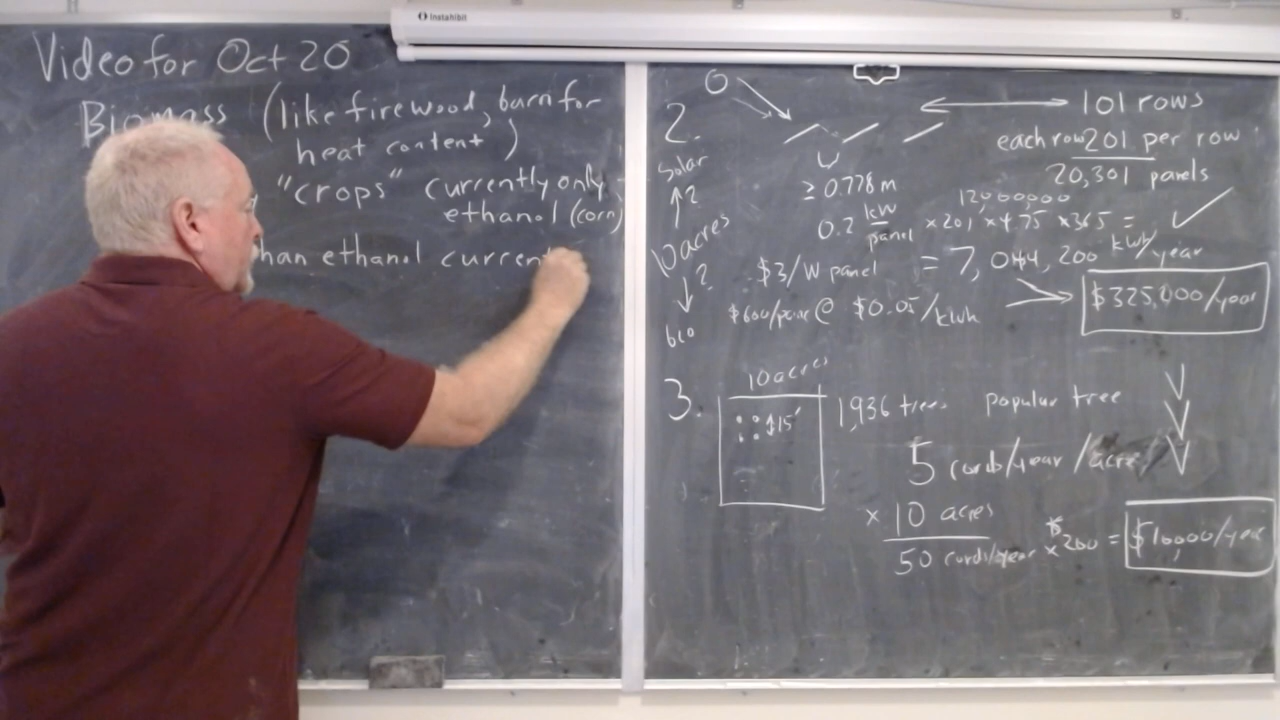 Instahibit
Video for Oct 20
Biomass (like firewood, burn for
heat content)
"crops" currently only
ethanol (corn)
han ethanol current
2.
Solar
↑?
10 acres
↓?
bio
101 rows
each row 201 per row
20,301 panels
≥ 0.778 m
12,000,000
0.2 kW/panel × 201 × 4.75 × 365 =
$3/W panel = 7,044,200 kWh/year
$600/panel @ $0.05/kWh
$325,000/year
3.
10 acres
15'
1,936 trees popular tree
5 cords/year/acre
× 10 acres
50 cords/year × $200 = $10,000/year